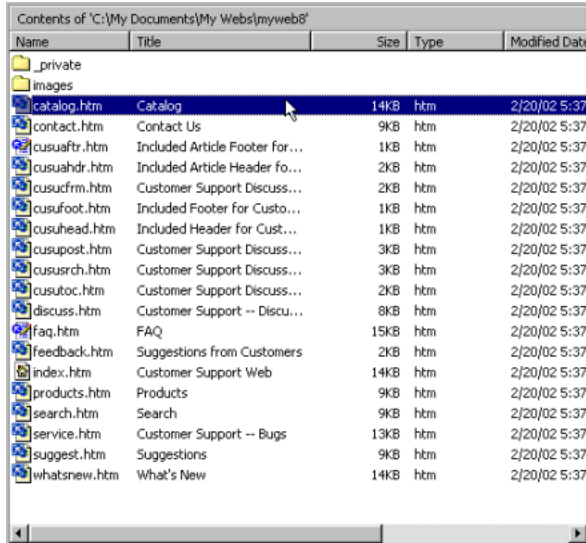 Contents of 'C:\My Documents\My Webs\myweb8'
Name Title Size Type Modified Date
_private
images
catalog.htm Catalog 14KB htm 2/20/02 5:37
contact.htm Contact Us 9KB htm 2/20/02 5:37
cusuaftr.htm Included Article Footer for... 1KB htm 2/20/02 5:37
cusuahdr.htm Included Article Header fo... 2KB htm 2/20/02 5:37
cusucfrm.htm Customer Support Discuss... 2KB htm 2/20/02 5:37
cusufoot.htm Included Footer for Custo... 1KB htm 2/20/02 5:37
cusuhead.htm Included Header for Cust... 1KB htm 2/20/02 5:37
cusupost.htm Customer Support Discuss... 3KB htm 2/20/02 5:37
cususrch.htm Customer Support Discuss... 3KB htm 2/20/02 5:37
cusutoc.htm Customer Support Discuss... 2KB htm 2/20/02 5:37
discuss.htm Customer Support -- Discu... 8KB htm 2/20/02 5:37
faq.htm FAQ 15KB htm 2/20/02 5:37
feedback.htm Suggestions from Customers 2KB htm 2/20/02 5:37
index.htm Customer Support Web 14KB htm 2/20/02 5:37
products.htm Products 9KB htm 2/20/02 5:37
search.htm Search 9KB htm 2/20/02 5:37
service.htm Customer Support -- Bugs 13KB htm 2/20/02 5:37
suggest.htm Suggestions 9KB htm 2/20/02 5:37
whatsnew.htm What's New 14KB htm 2/20/02 5:37